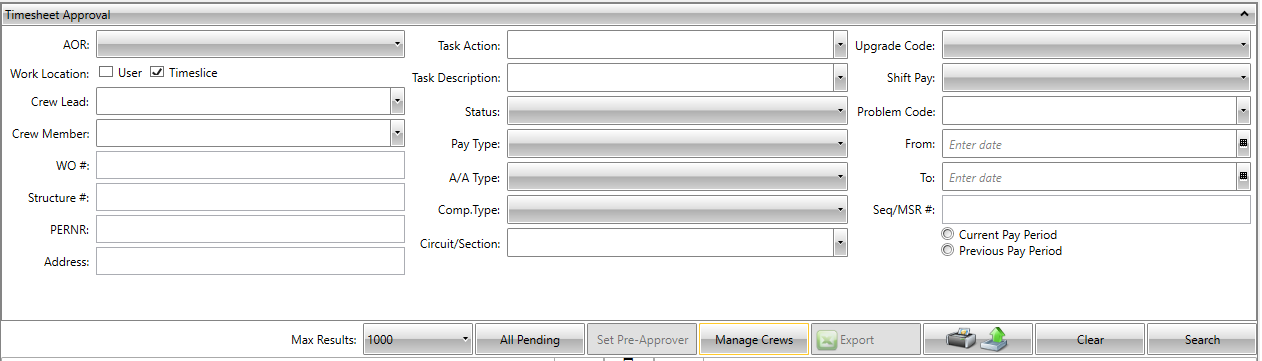 Timesheet Approval
AOR:
Work Location: User Timeslice
Crew Lead:
Crew Member:
WO #:
Structure #:
PERNR:
Address:
Task Action:
Task Description:
Status:
Pay Type:
A/A Type:
Comp.Type:
Circuit/Section:
Upgrade Code:
Shift Pay:
Problem Code:
From: Enter date
To: Enter date
Seq/MSR #:
Current Pay Period
Previous Pay Period
Max Results: 1000 All Pending Set Pre-Approver Manage Crews Export Clear Search